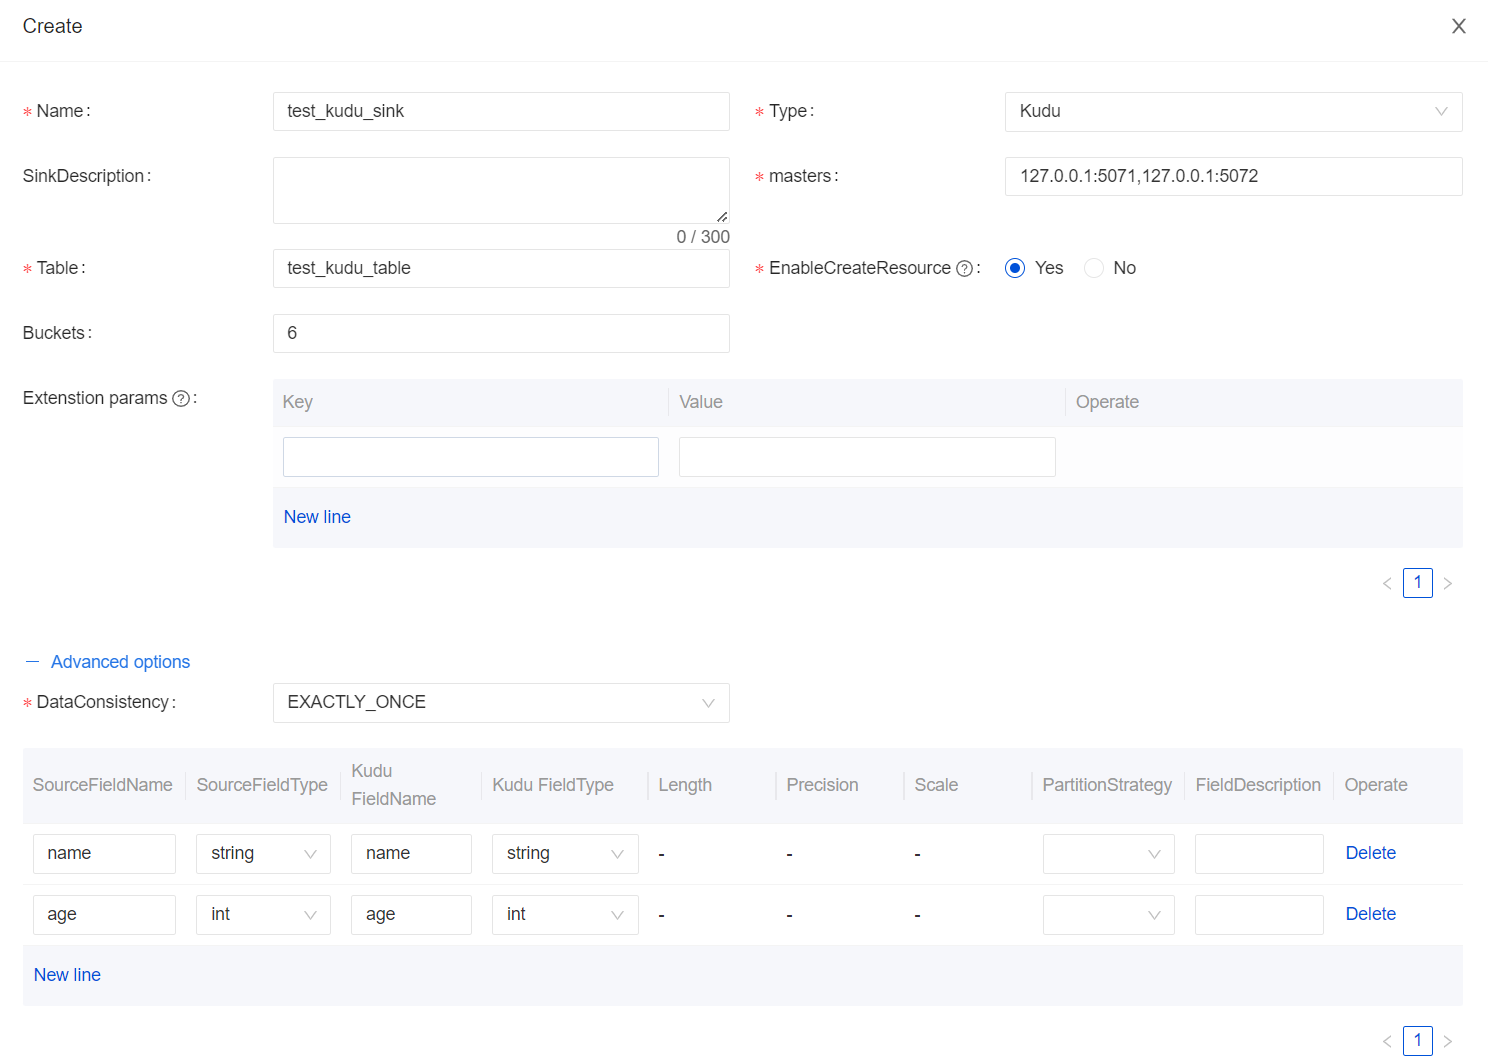 Create
* Name: test_kudu_sink * Type: Kudu
SinkDescription: * masters: 127.0.0.1:5071,127.0.0.1:5072
0 / 300
* Table: test_kudu_table * EnableCreateResource ?: Yes No
Buckets: 6
Extenstion params ?: Key Value Operate
New line
< 1 >
— Advanced options
* DataConsistency: EXACTLY_ONCE
SourceFieldName SourceFieldType Kudu FieldName Kudu FieldType Length Precision Scale PartitionStrategy FieldDescription Operate
name string name string - - - Delete
age int age int - - - Delete
New line
< 1 >